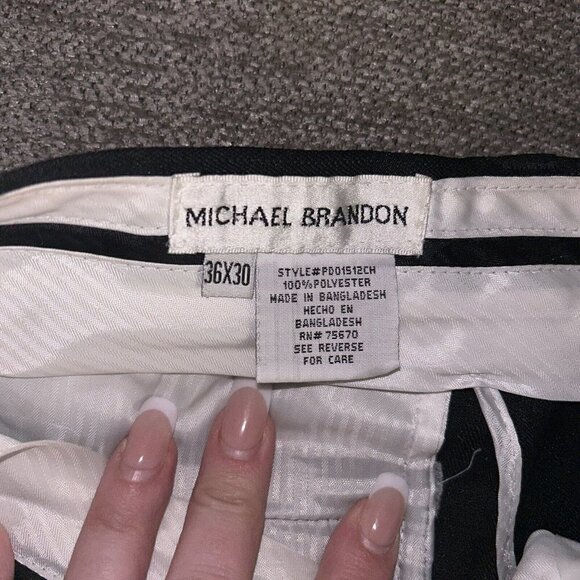 MICHAEL BRANDON
36X30
STYLE#PD01512CH
100%POLYESTER
MADE IN BANGLADESH
HECHO EN
BANGLADESH
RN# 75670
SEE REVERSE
FOR CARE